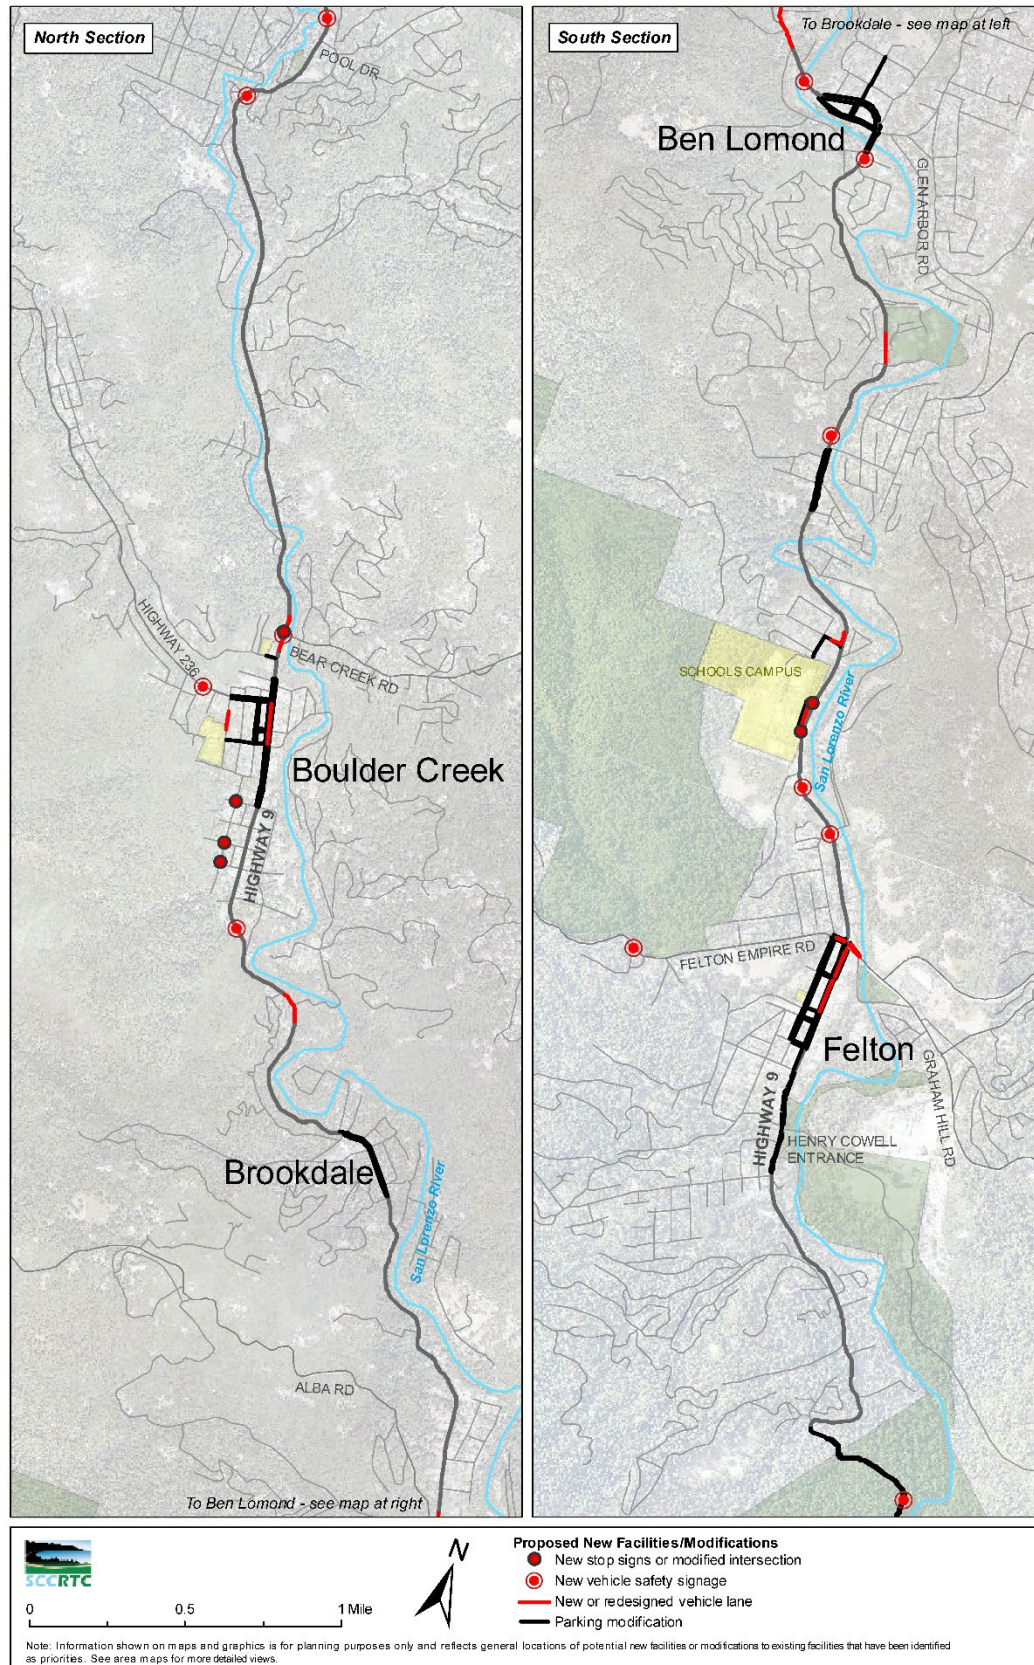 North Section
POOL DR
HIGHWAY 236
BEAR CREEK RD
Boulder Creek
HIGHWAY 9
Brookdale
San Lorenzo River
ALBA RD
To Ben Lomond - see map at right
South Section
To Brookdale - see map at left
Ben Lomond
GLEN ARBOR RD
SCHOOLS CAMPUS
San Lorenzo River
FELTON EMPIRE RD
Felton
GRAHAM HILL RD
HIGHWAY 9
HENRY COWELL
ENTRANCE
SCCRTC
0 0.5 1 Mile
N
Proposed New Facilities/Modifications
New stop signs or modified intersection
New vehicle safety signage
New or redesigned vehicle lane
Parking modification
Note: Information shown on maps and graphics is for planning purposes only and reflects general locations of potential new facilities or modifications to existing facilities that have been identified
as priorities. See area maps for more detailed views.